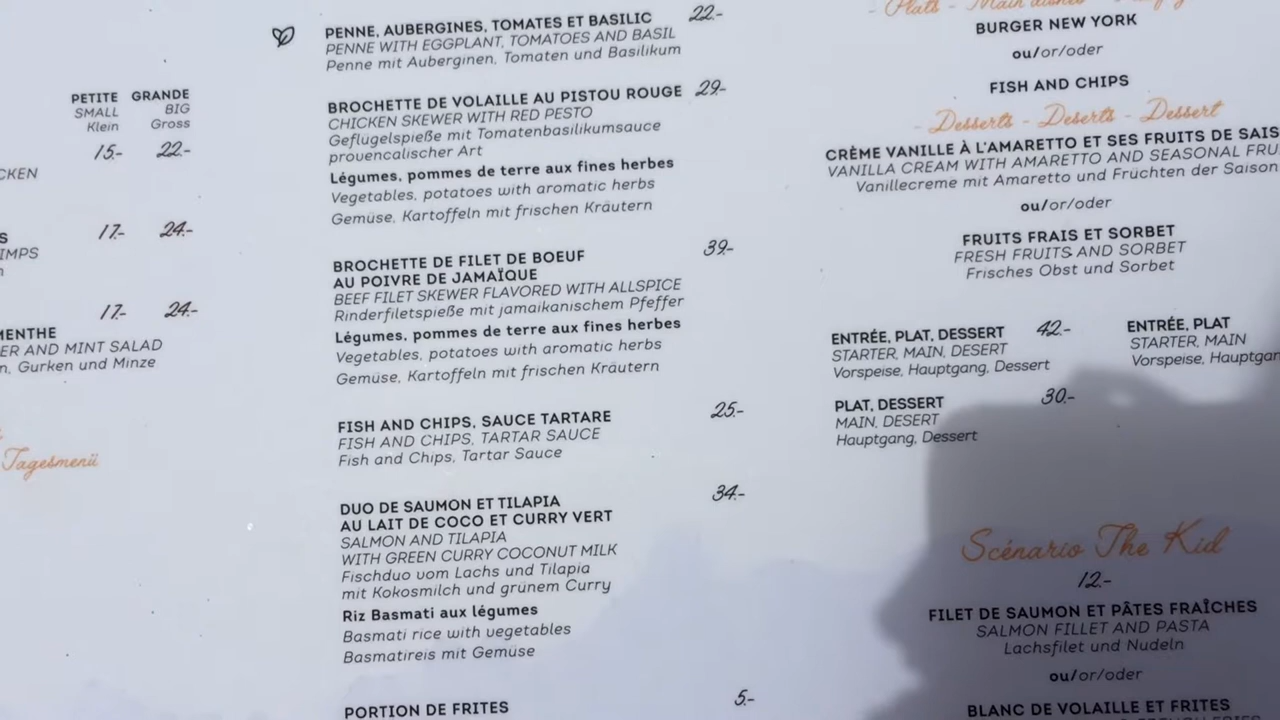 PETITE GRANDE
SMALL BIG
Klein Gross
15.- 22.-
CKEN
17.- 24.-
S
IMPS
17.- 24.-
MENTHE
ER AND MINT SALAD
n, Gurken und Minze
Tagesmenü
PENNE, AUBERGINES, TOMATES ET BASILIC 22.-
PENNE WITH EGGPLANT, TOMATOES AND BASIL
Penne mit Auberginen, Tomaten und Basilikum
BROCHETTE DE VOLAILLE AU PISTOU ROUGE 29.-
CHICKEN SKEWER WITH RED PESTO
Geflügelspieße mit Tomatenbasilikumsauce
provencalischer Art
Légumes, pommes de terre aux fines herbes
Vegetables, potatoes with aromatic herbs
Gemüse, Kartoffeln mit frischen Kräutern
BROCHETTE DE FILET DE BOEUF 39.-
AU POIVRE DE JAMAÏQUE
BEEF FILET SKEWER FLAVORED WITH ALLSPICE
Rinderfiletspieße mit jamaikanischem Pfeffer
Légumes, pommes de terre aux fines herbes
Vegetables, potatoes with aromatic herbs
Gemüse, Kartoffeln mit frischen Kräutern
FISH AND CHIPS, SAUCE TARTARE 25.-
FISH AND CHIPS, TARTAR SAUCE
Fish and Chips, Tartar Sauce
DUO DE SAUMON ET TILAPIA 34.-
AU LAIT DE COCO ET CURRY VERT
SALMON AND TILAPIA
WITH GREEN CURRY COCONUT MILK
Fischduo vom Lachs und Tilapia
mit Kokosmilch und grünem Curry
Riz Basmati aux légumes
Basmati rice with vegetables
Basmatireis mit Gemüse
PORTION DE FRITES 5.-
- Plats - Main dishes -
BURGER NEW YORK
ou/or/oder
FISH AND CHIPS
- Desserts - Deserts - Dessert
CRÈME VANILLE À L'AMARETTO ET SES FRUITS DE SAIS
VANILLA CREAM WITH AMARETTO AND SEASONAL FRU
Vanillecreme mit Amaretto und Früchten der Saison
ou/or/oder
FRUITS FRAIS ET SORBET
FRESH FRUITS AND SORBET
Frisches Obst und Sorbet
ENTRÉE, PLAT, DESSERT 42.-
STARTER, MAIN, DESERT
Vorspeise, Hauptgang, Dessert
ENTRÉE, PLAT
STARTER, MAIN
Vorspeise, Hauptgan
PLAT, DESSERT 30.-
MAIN, DESERT
Hauptgang, Dessert
Scénario The Kid
12.-
FILET DE SAUMON ET PÂTES FRAÎCHES
SALMON FILLET AND PASTA
Lachsfilet und Nudeln
ou/or/oder
BLANC DE VOLAILLE ET FRITES